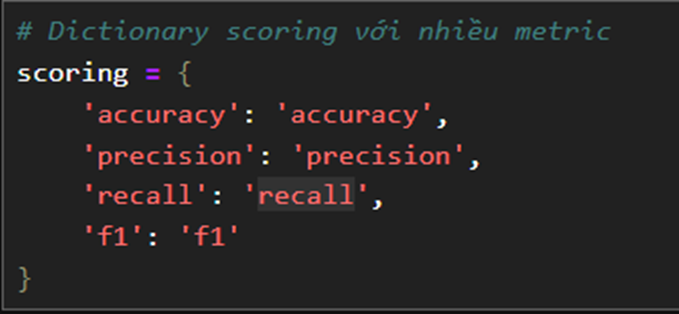 # Dictionary scoring với nhiều metric
scoring = {
    'accuracy': 'accuracy',
    'precision': 'precision',
    'recall': 'recall',
    'f1': 'f1'
}